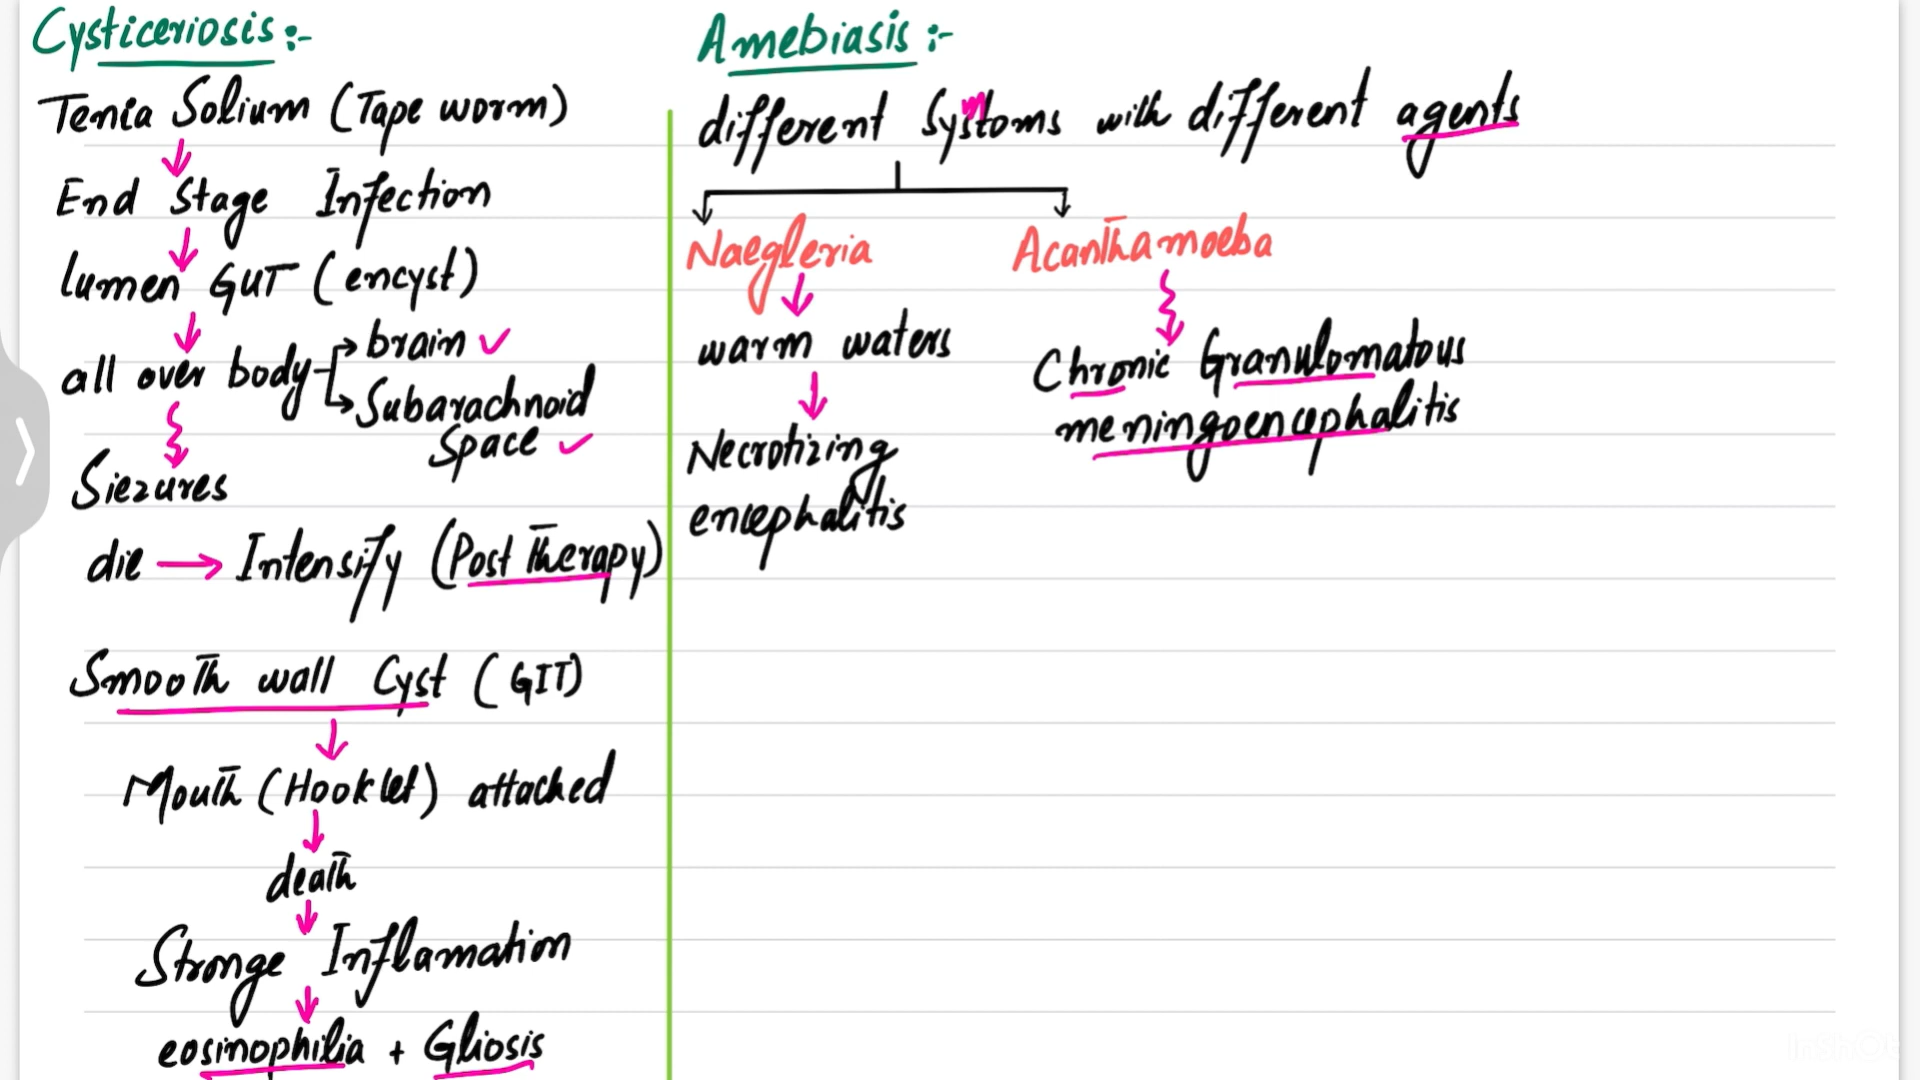 Cysticeriosis :-
Tenia Solium (Tape worm)
End Stage Infection
lumen GUT (encyst)
all over body
brain ✓
Subarachnoid
Space ✓
Siezures
die → Intensify (Post Therapy)
Smooth wall Cyst (GIT)
Mouth (Hooklet) attached
death
Stronge Inflamation
eosinophilia + Gliosis
Amebiasis :-
different Symtoms with different agents
Naegleria
Acanthamoeba
warm waters
Chronic Granulomatous
meningoencephalitis
Necrotizing
encephalitis
InShOt